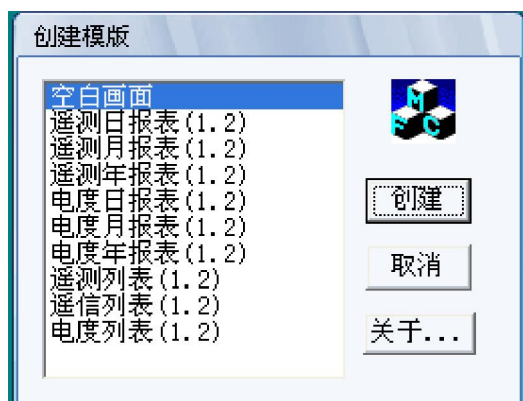 创建模版
空白画面
遥测日报表(1.2)
遥测月报表(1.2)
遥测年报表(1.2)
电度日报表(1.2)
电度月报表(1.2)
电度年报表(1.2)
遥测列表(1.2)
遥信列表(1.2)
电度列表(1.2)
M
F C
创建
取消
关于...